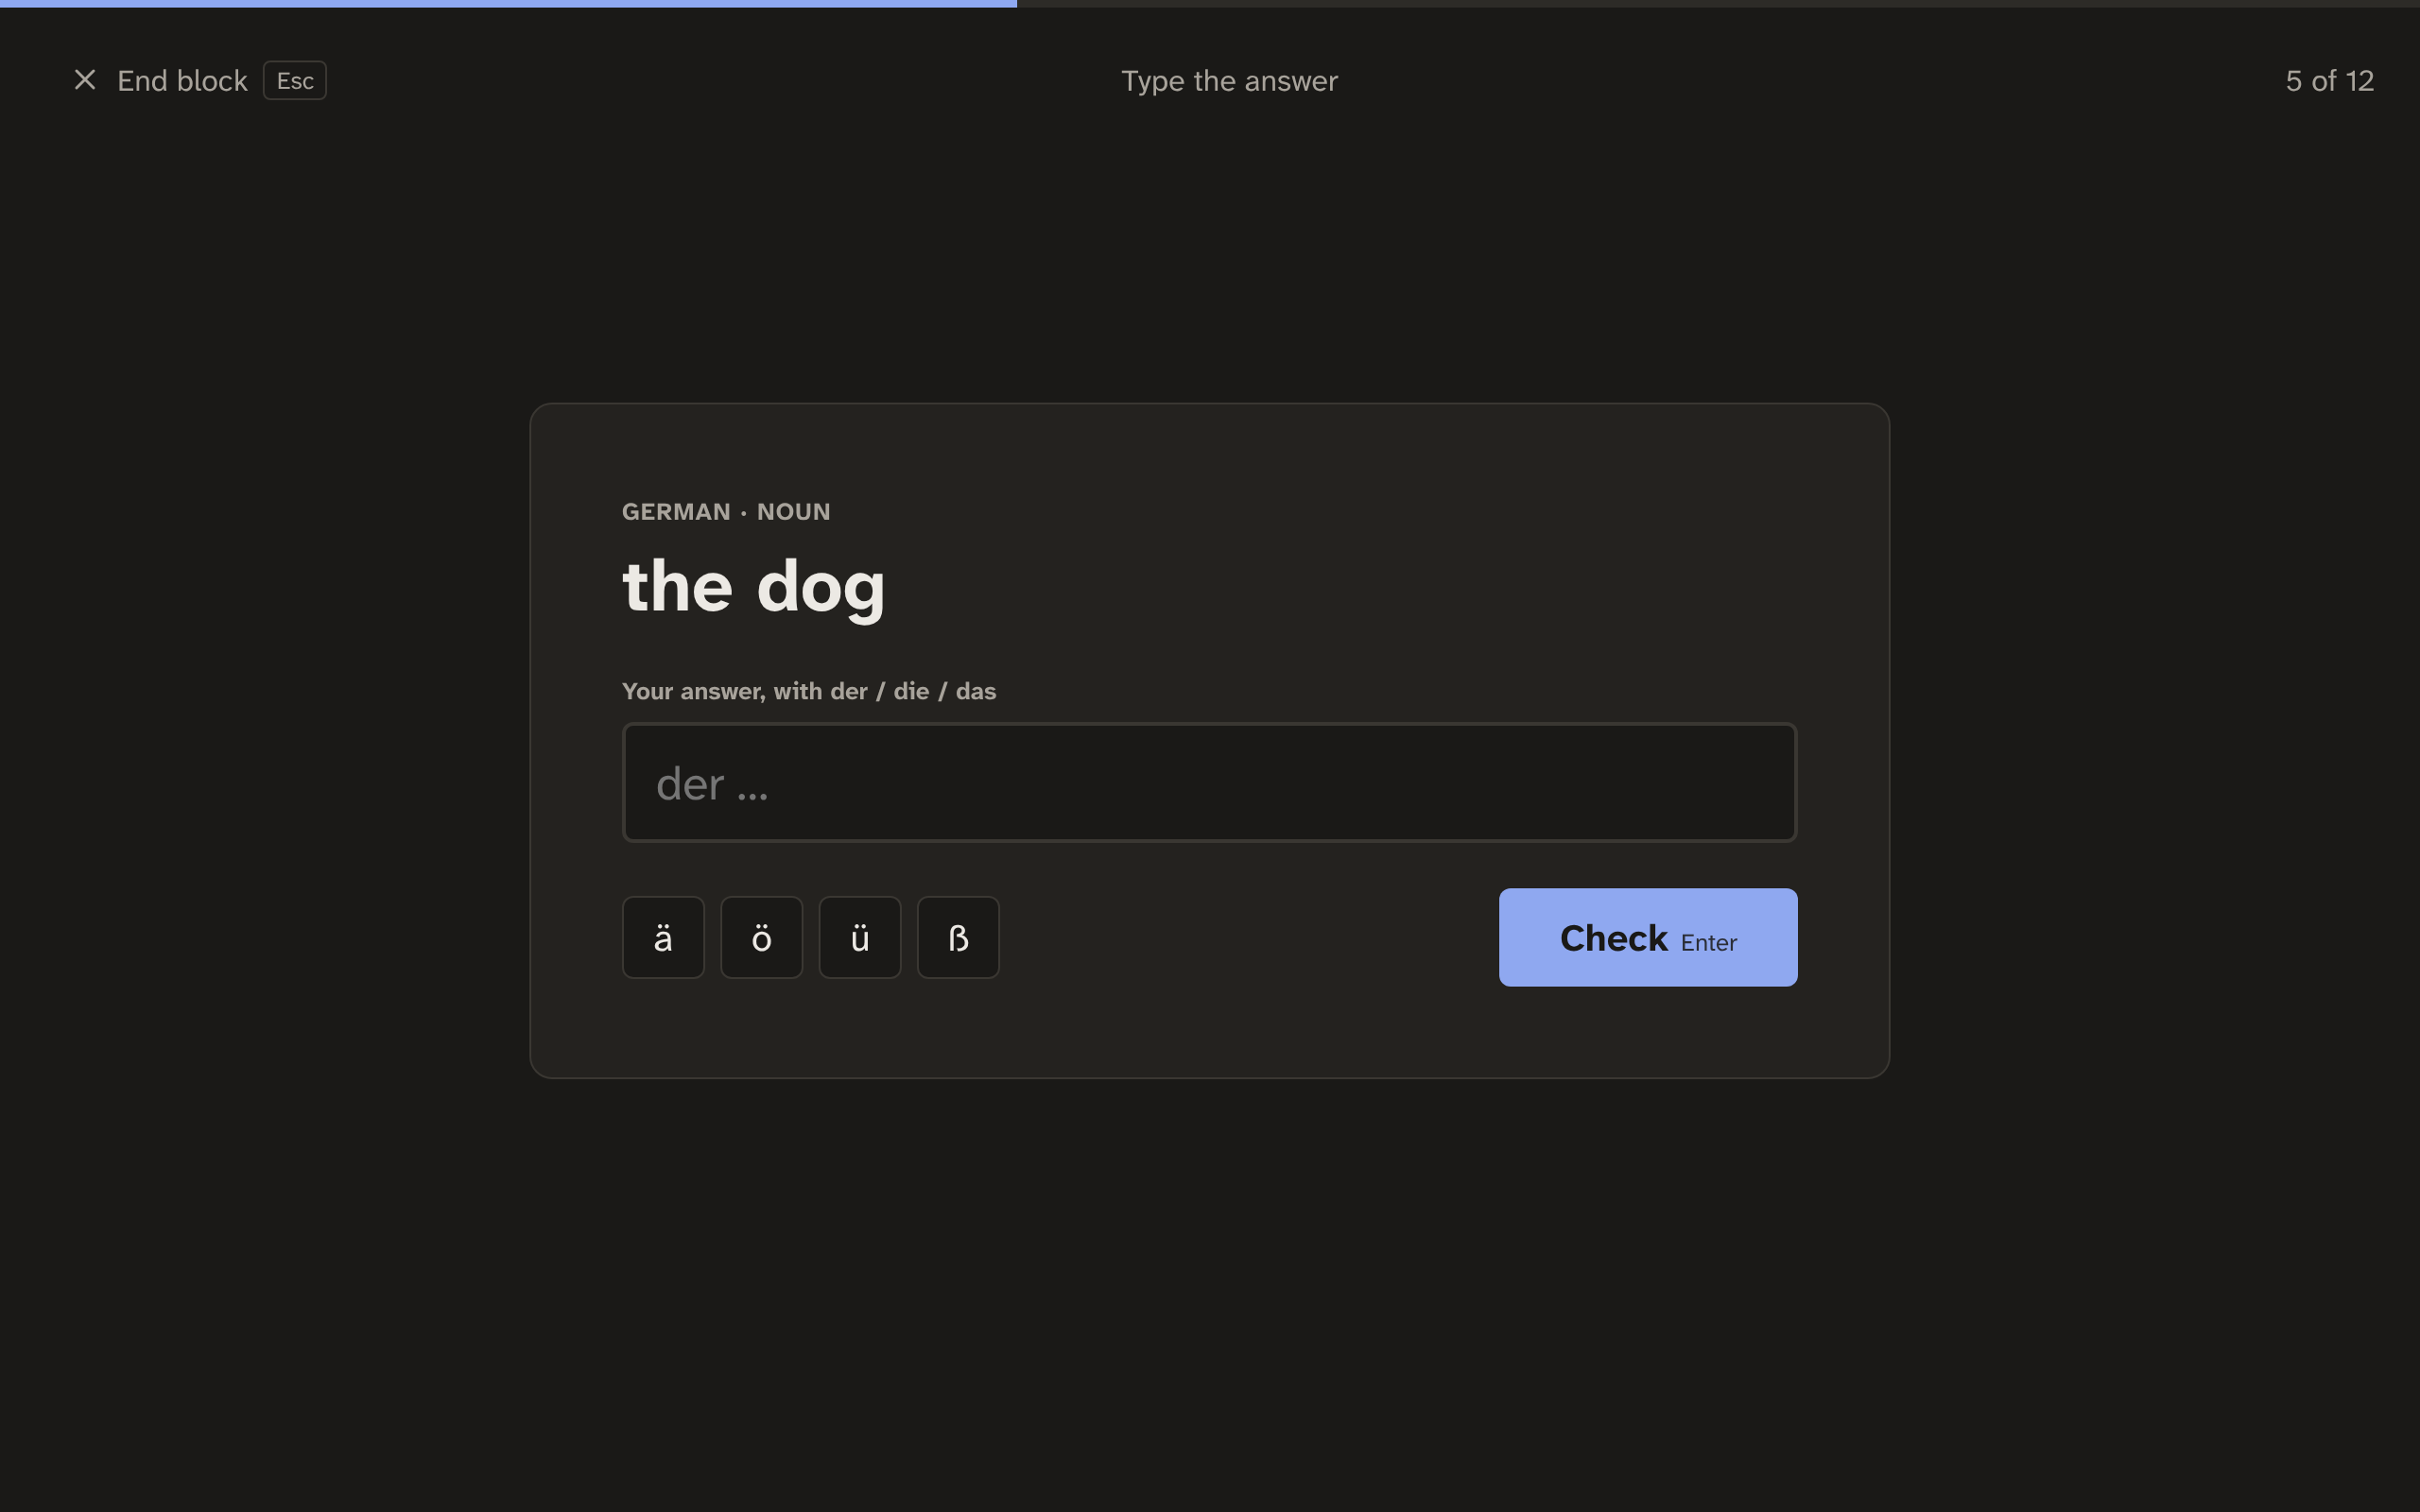 End block Esc
Type the answer
5 of 12
GERMAN · NOUN
the dog
Your answer, with der / die / das
der ...
ä ö ü ß
Check Enter